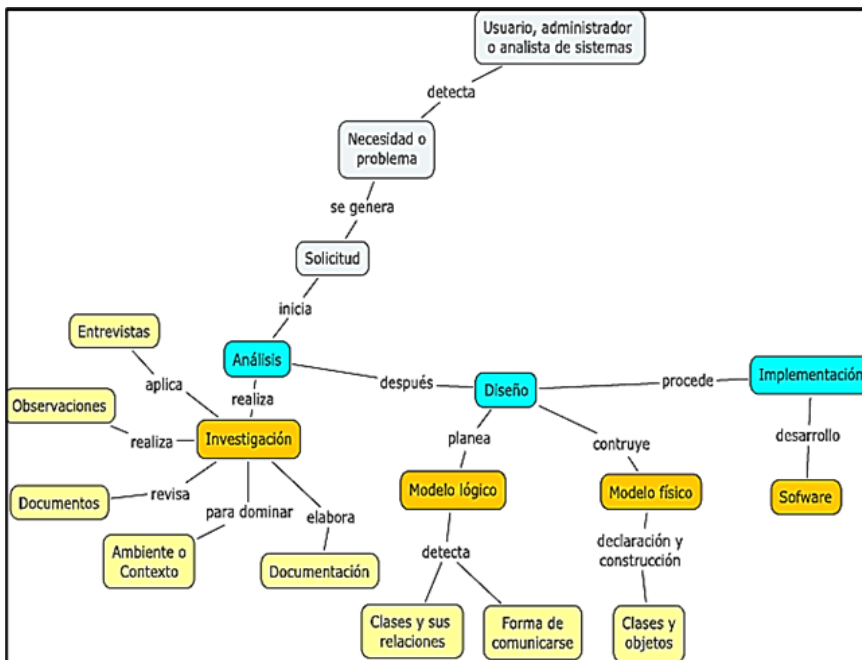 Usuario, administrador
o analista de sistemas
detecta
Necesidad o
problema
se genera
Solicitud
inicia
Entrevistas
Análisis
después
Diseño
procede
Implementación
aplica
realiza
Observaciones
realiza
Investigación
planea
contruye
desarrollo
Documentos
revisa
para dominar
elabora
Modelo lógico
Modelo físico
Sofware
Ambiente o
Contexto
Documentación
detecta
declaración y
construcción
Clases y sus
relaciones
Forma de
comunicarse
Clases y
objetos